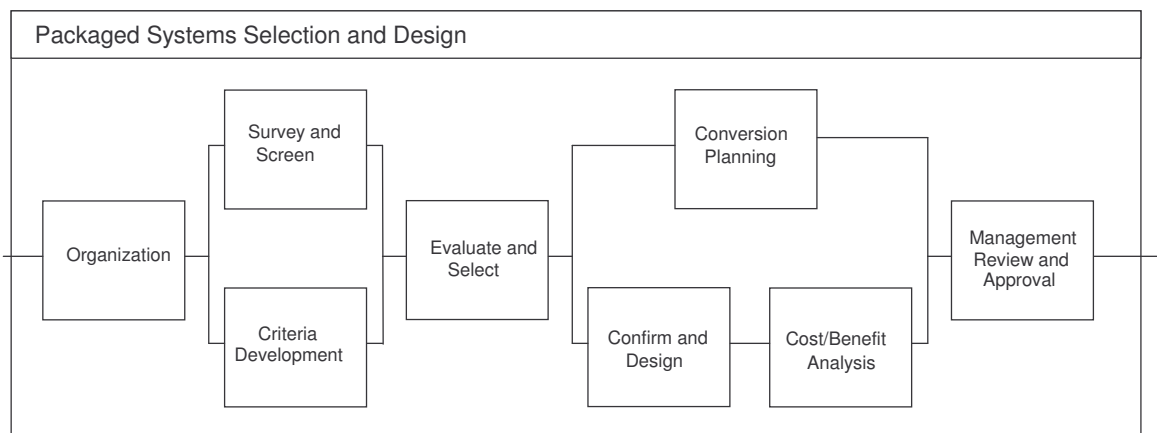 Packaged Systems Selection and Design
Survey and
Screen
Conversion
Planning
Organization
Evaluate and
Select
Management
Review and
Approval
Criteria
Development
Confirm and
Design
Cost/Benefit
Analysis